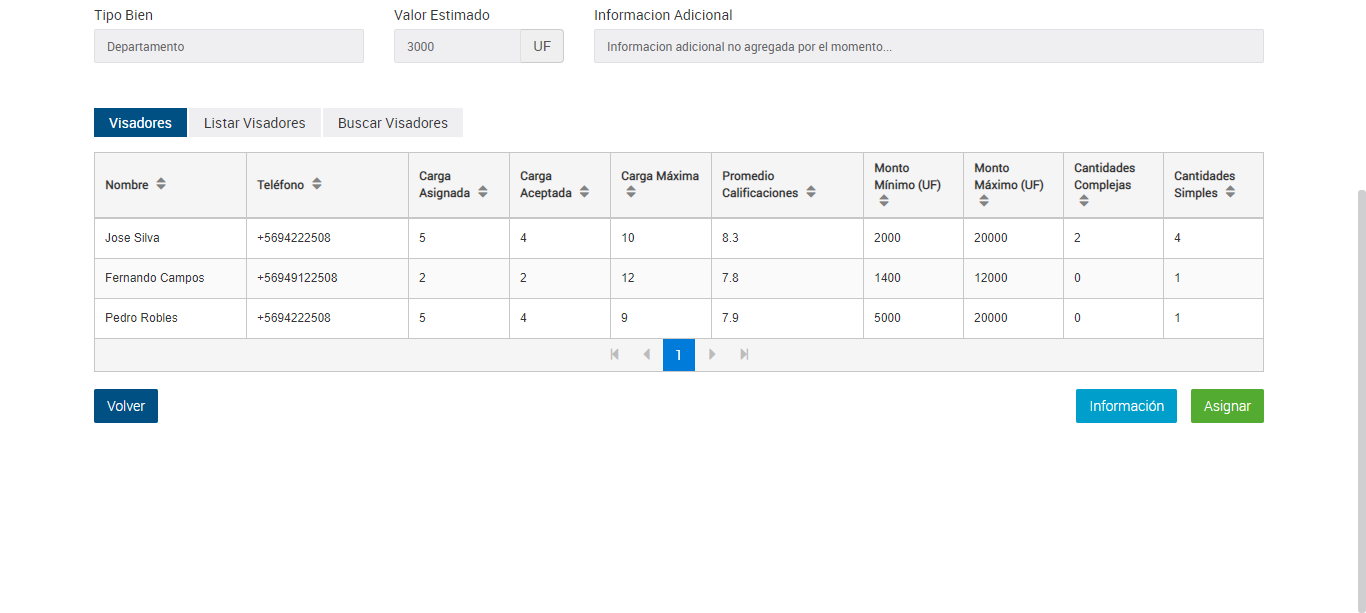 Tipo Bien Valor Estimado Informacion Adicional
Departamento 3000 UF Informacion adicional no agregada por el momento...
Visadores Listar Visadores Buscar Visadores
Nombre Teléfono Carga Asignada Carga Aceptada Carga Máxima Promedio Calificaciones Monto Mínimo (UF) Monto Máximo (UF) Cantidades Complejas Cantidades Simples
Jose Silva +5694222508 5 4 10 8.3 2000 20000 2 4
Fernando Campos +56949122508 2 2 12 7.8 1400 12000 0 1
Pedro Robles +5694222508 5 4 9 7.9 5000 20000 0 1
1
Volver Información Asignar